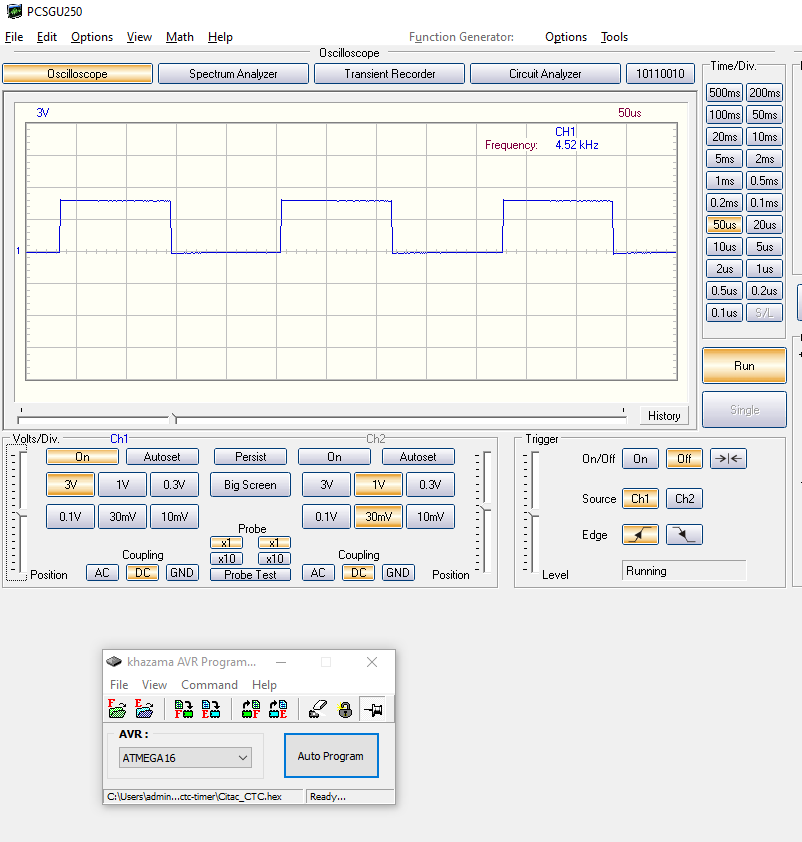 PCSGU250
File Edit Options View Math Help Function Generator: Options Tools
Oscilloscope
Oscilloscope Spectrum Analyzer Transient Recorder Circuit Analyzer 10110010
Time/Div.
3V 50us
CH1
Frequency: 4.52 kHz
1
500ms 200ms
100ms 50ms
20ms 10ms
5ms 2ms
1ms 0.5ms
0.2ms 0.1ms
50us 20us
10us 5us
2us 1us
0.5us 0.2us
0.1us S/L
Run
Single
History
Volts/Div. Ch1 Ch2
On Autoset Persist On Autoset
3V 1V 0.3V Big Screen 3V 1V 0.3V
0.1V 30mV 10mV 0.1V 30mV 10mV
Probe
x1 x1
x10 x10
Coupling Coupling
Position AC DC GND Probe Test AC DC GND Position
Trigger
On/Off On Off
Source Ch1 Ch2
Edge
Level Running
khazama AVR Program...
File View Command Help
AVR :
ATMEGA16
Auto Program
C:\Users\admin...ctc-timer\Citac_CTC.hex Ready...